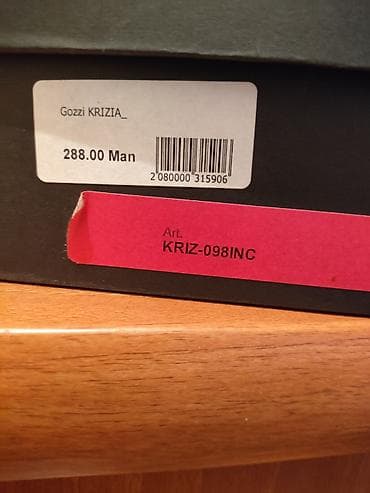 Gozzi KRIZIA_
288.00 Man
2 080000 315906
Art.
KRIZ-098INC